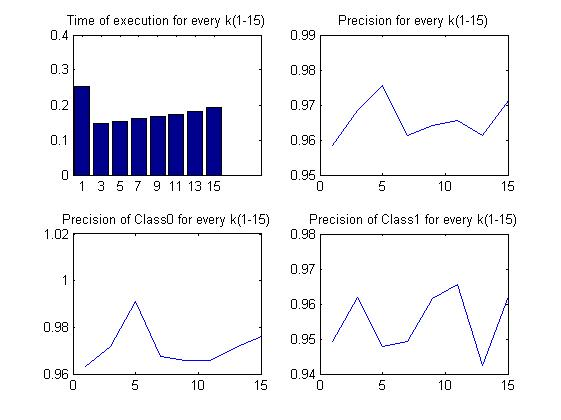 Time of execution for every k(1-15)
0.4
0.3
0.2
0.1
0
1 3 5 7 9 11 13 15
Precision for every k(1-15)
0.99
0.98
0.97
0.96
0.95
0 5 10 15
Precision of Class0 for every k(1-15)
1.02
1
0.98
0.96
0 5 10 15
Precision of Class1 for every k(1-15)
0.98
0.97
0.96
0.95
0.94
0 5 10 15